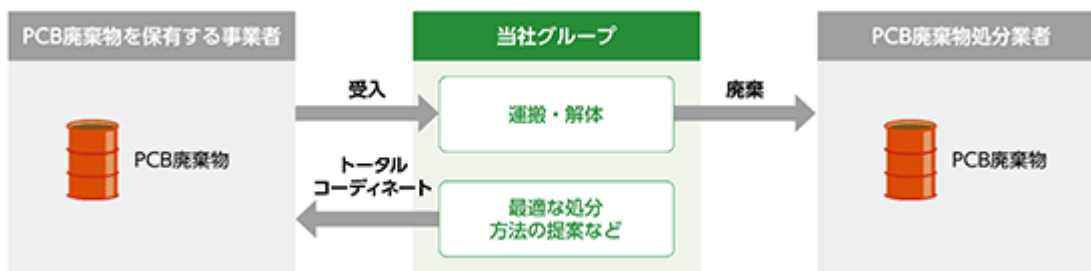 PCB廃棄物を保有する事業者
当社グループ
PCB廃棄物処分業者
受入
運搬・解体
廃棄
PCB廃棄物
PCB廃棄物
トータル
コーディネート
最適な処分
方法の提案など